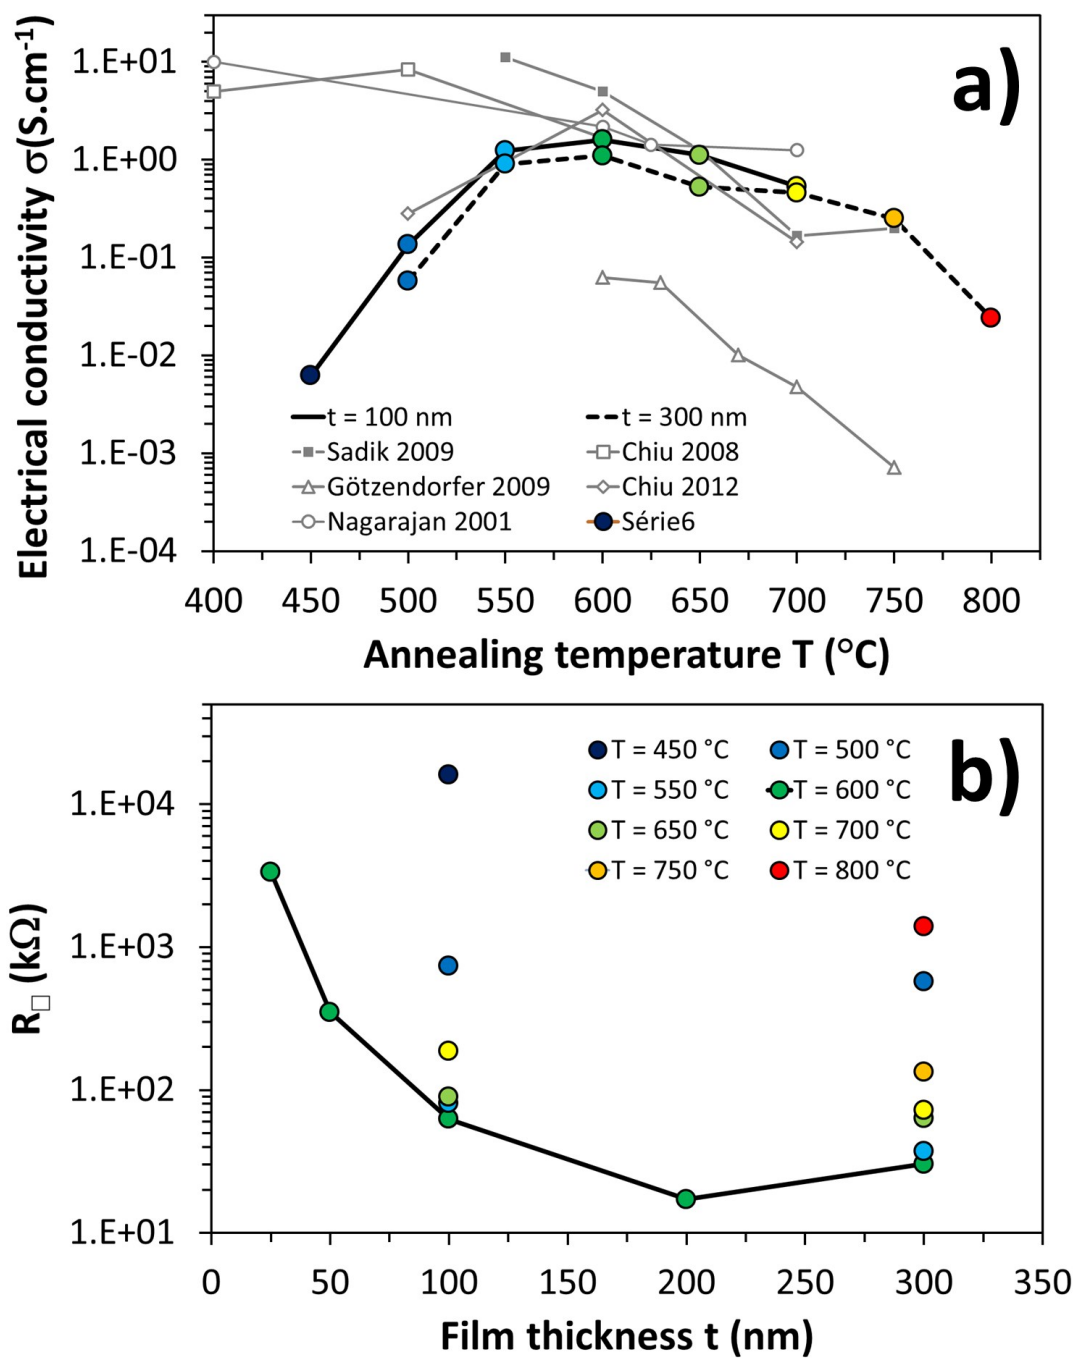 a)
Electrical conductivity σ(S.cm-1)
1.E+01
1.E+00
1.E-01
1.E-02
1.E-03
1.E-04
t = 100 nm t = 300 nm
Sadik 2009 Chiu 2008
Götzendorfer 2009 Chiu 2012
Nagarajan 2001 Série6
400 450 500 550 600 650 700 750 800
Annealing temperature T (°C)
b)
T = 450 °C T = 500 °C
T = 550 °C T = 600 °C
T = 650 °C T = 700 °C
T = 750 °C T = 800 °C
R□ (kΩ)
1.E+04
1.E+03
1.E+02
1.E+01
0 50 100 150 200 250 300 350
Film thickness t (nm)